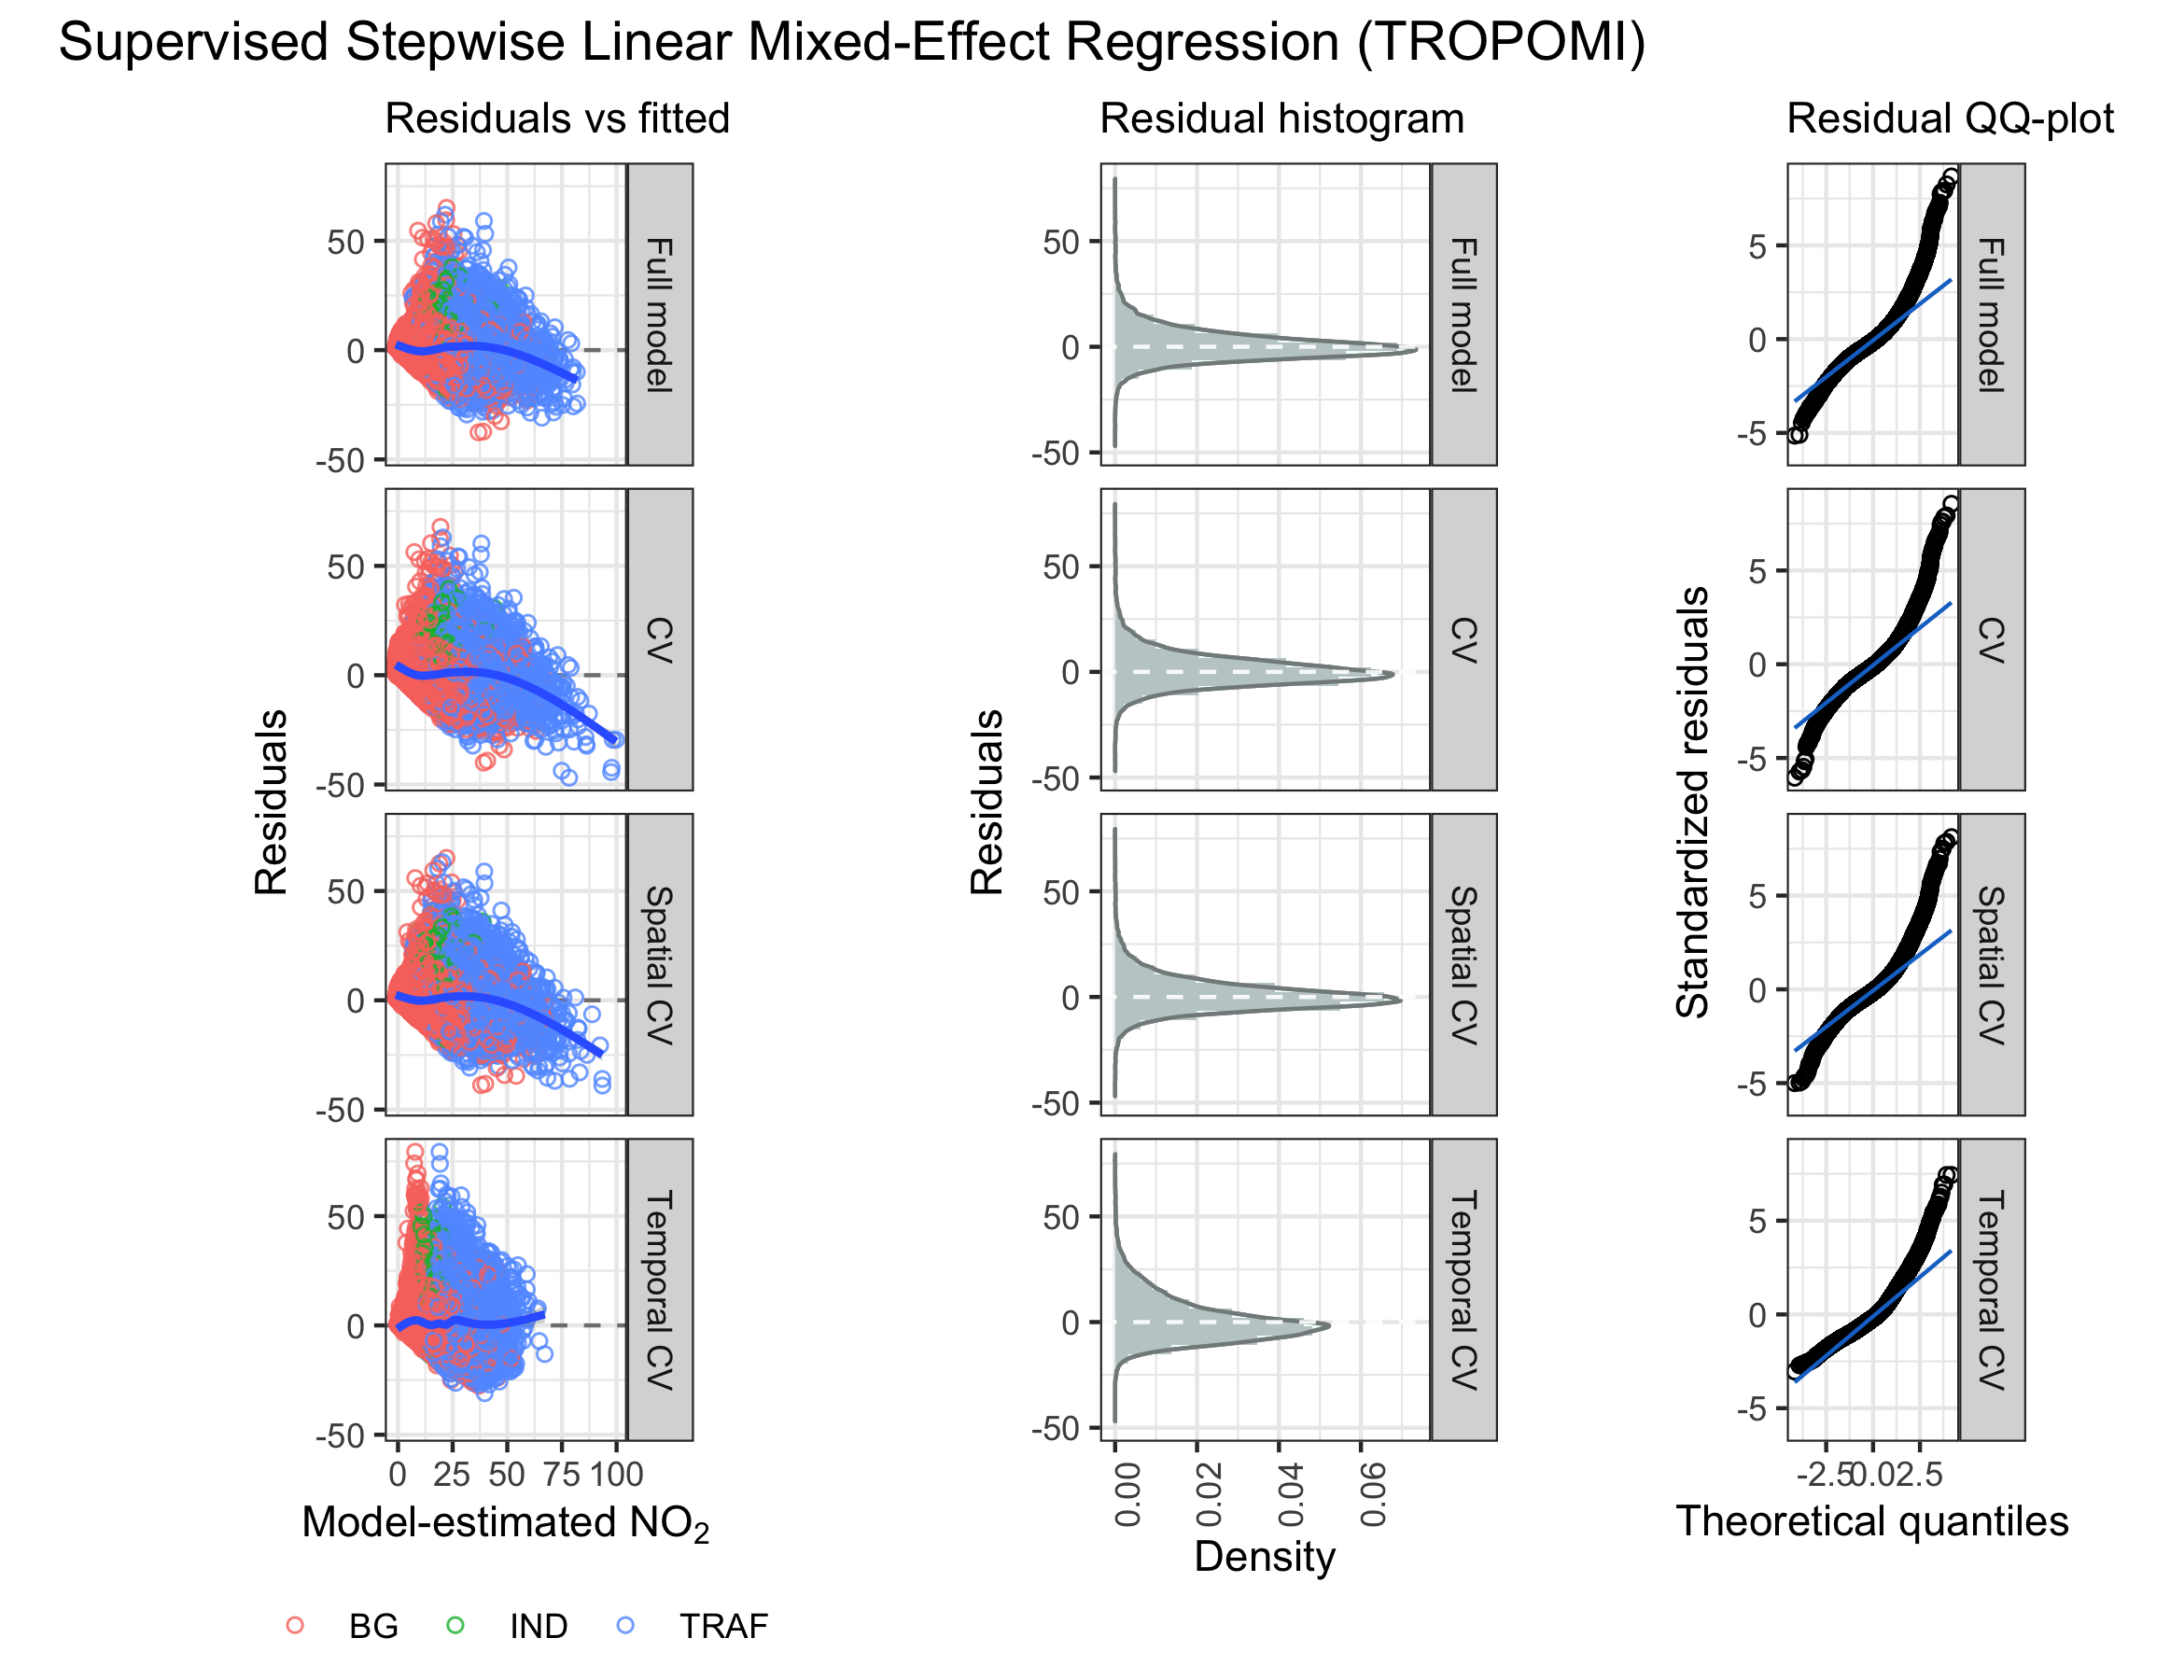 Supervised Stepwise Linear Mixed-Effect Regression (TROPOMI)
Residuals vs fitted
Residual histogram
Residual QQ-plot
Residuals
50
0
-50
Full model
50
0
-50
CV
50
0
-50
Spatial CV
50
0
-50
Temporal CV
0 25 50 75 100
Model-estimated NO₂
BG IND TRAF
Residuals
50
0
-50
Full model
50
0
-50
CV
50
0
-50
Spatial CV
50
0
-50
Temporal CV
0.00 0.02 0.04 0.06
Density
Standardized residuals
5
0
-5
Full model
5
0
-5
CV
5
0
-5
Spatial CV
5
0
-5
Temporal CV
-2.5 0.0 2.5
Theoretical quantiles